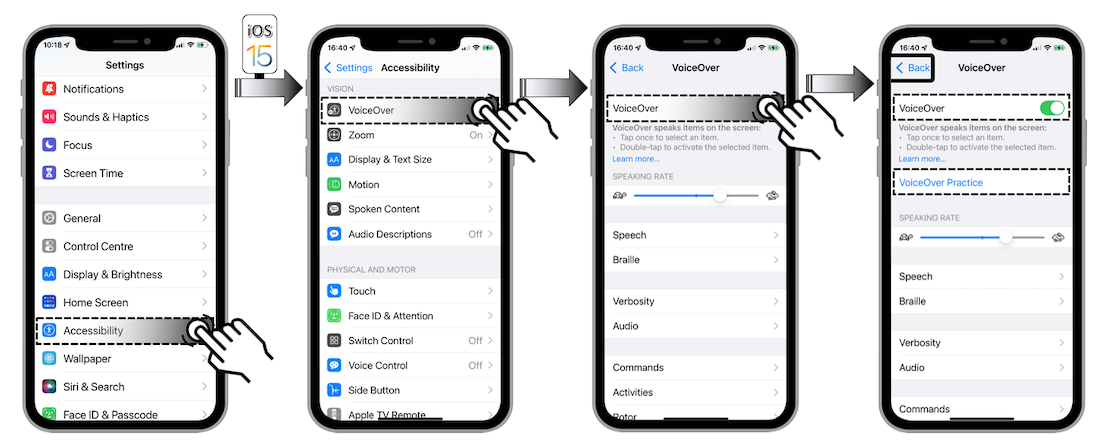 iOS
15
10:18
Settings
Notifications
Sounds & Haptics
Focus
Screen Time
General
Control Centre
Display & Brightness
Home Screen
Accessibility
Wallpaper
Siri & Search
Face ID & Passcode
16:40
Settings Accessibility
VISION
VoiceOver
Zoom On
AA Display & Text Size
Motion
Spoken Content
Audio Descriptions Off
PHYSICAL AND MOTOR
Touch
Face ID & Attention
Switch Control Off
Voice Control Off
Side Button
Apple TV Remote
16:40
Back VoiceOver
VoiceOver
VoiceOver speaks items on the screen:
• Tap once to select an item.
• Double-tap to activate the selected item.
Learn more...
SPEAKING RATE
Speech
Braille
Verbosity
Audio
Commands
Activities
Rotor
16:40
Back VoiceOver
VoiceOver
VoiceOver speaks items on the screen:
• Tap once to select an item.
• Double-tap to activate the selected item.
Learn more...
VoiceOver Practice
SPEAKING RATE
Speech
Braille
Verbosity
Audio
Commands